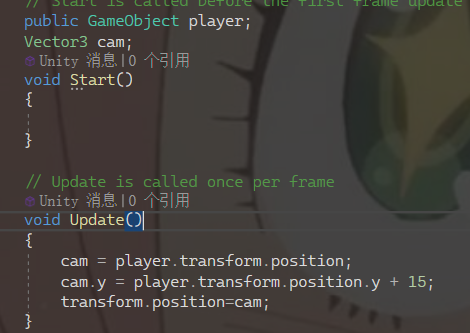 // Start is called before the first frame update
public GameObject player;
Vector3 cam;
Unity 消息|0 个引用
void Start()
{
}
// Update is called once per frame
Unity 消息|0 个引用
void Update()
{
cam = player.transform.position;
cam.y = player.transform.position.y + 15;
transform.position=cam;
}